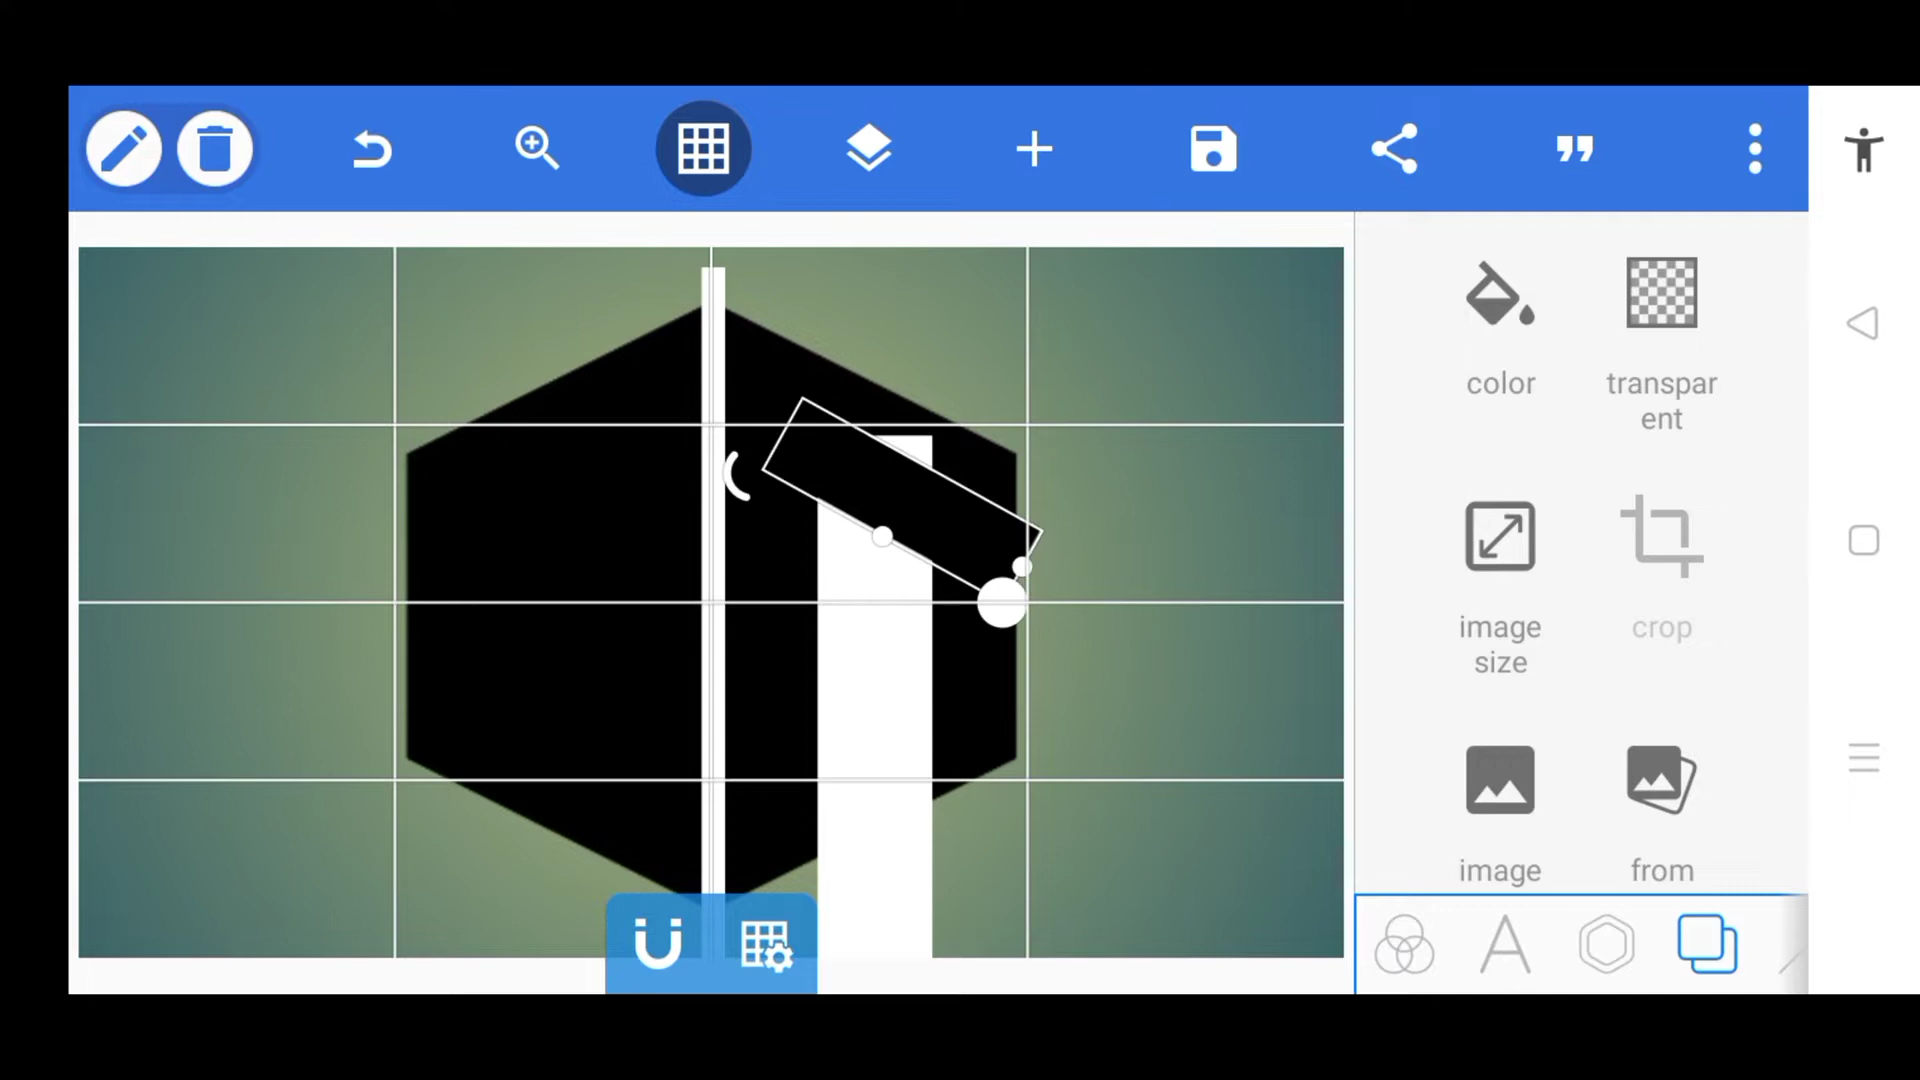 color
transpar
ent
image
size
crop
image
from